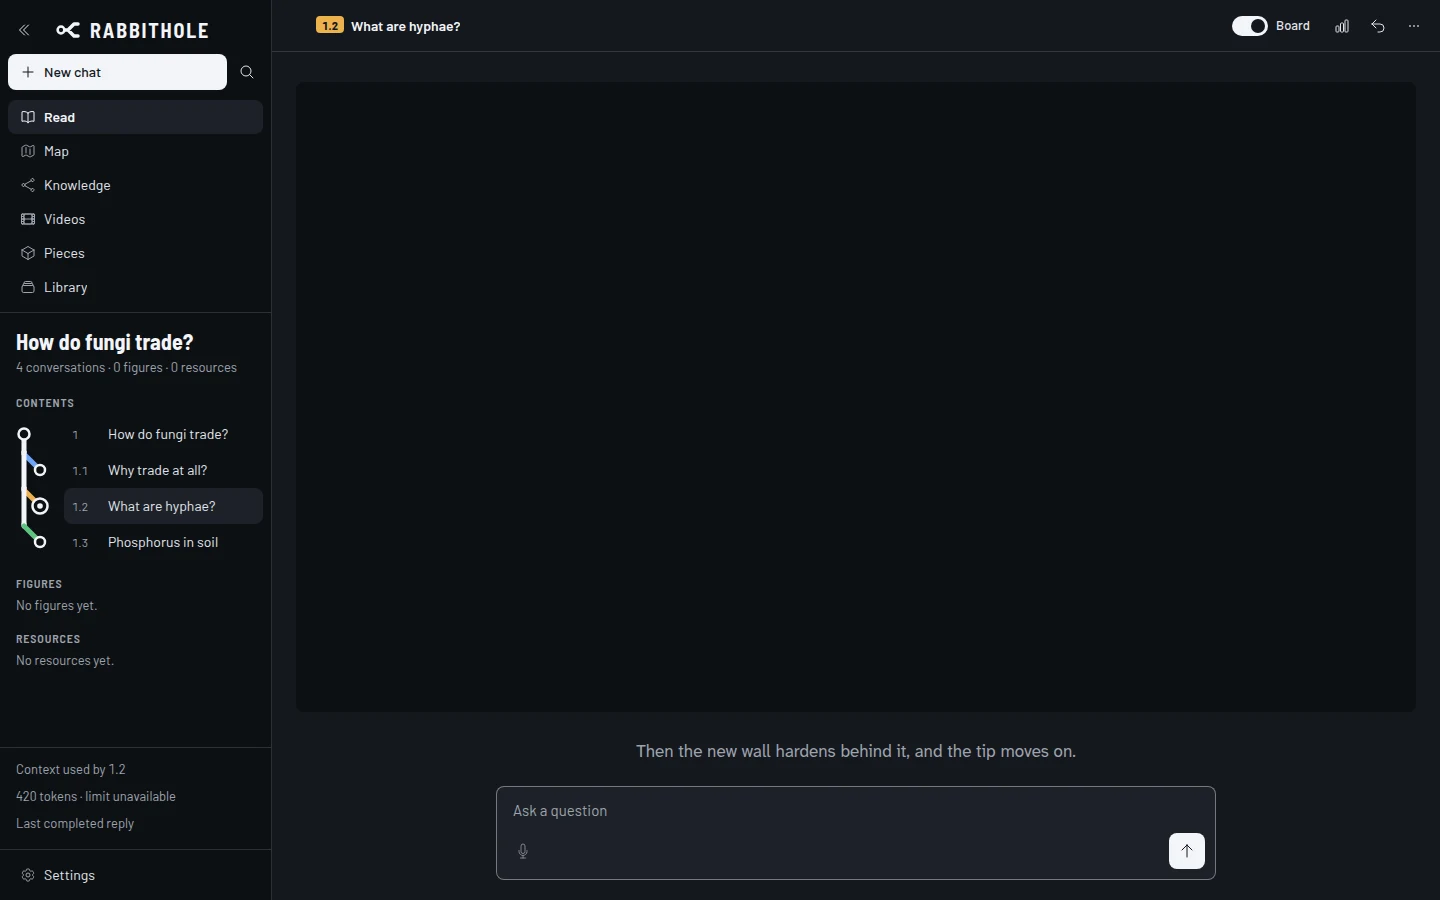 RABBITHOLE
New chat
Read
Map
Knowledge
Videos
Pieces
Library
How do fungi trade?
4 conversations · 0 figures · 0 resources
CONTENTS
1 How do fungi trade?
1.1 Why trade at all?
1.2 What are hyphae?
1.3 Phosphorus in soil
FIGURES
No figures yet.
RESOURCES
No resources yet.
Context used by 1.2
420 tokens · limit unavailable
Last completed reply
Settings
1.2 What are hyphae?
Board
Then the new wall hardens behind it, and the tip moves on.
Ask a question